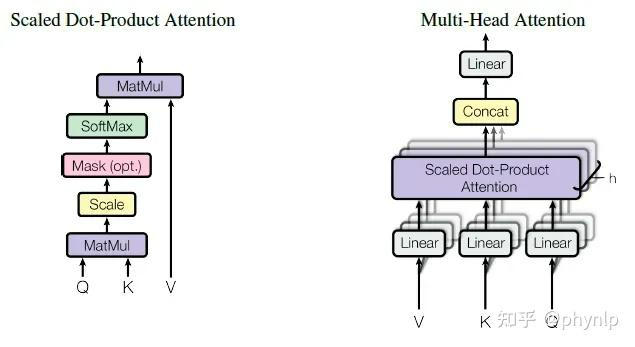 Scaled Dot-Product Attention
MatMul
SoftMax
Mask (opt.)
Scale
MatMul
Q K V
Multi-Head Attention
Linear
Concat
Scaled Dot-Product
Attention
h
Linear Linear Linear
V K Q
知乎 @phynlp